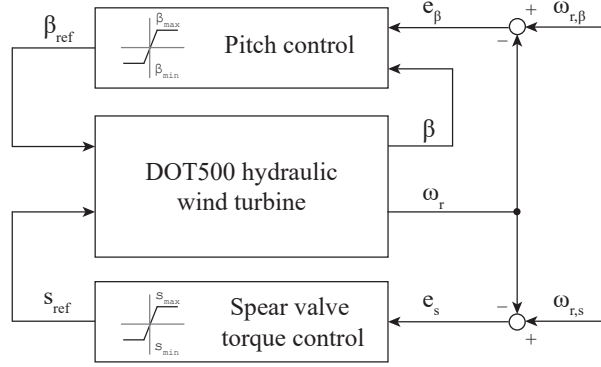 β_ref
β_max
β_min
Pitch control
e_β
+
−
ω_r,β
DOT500 hydraulic
wind turbine
β
ω_r
s_ref
s_max
s_min
Spear valve
torque control
e_s
−
+
ω_r,s